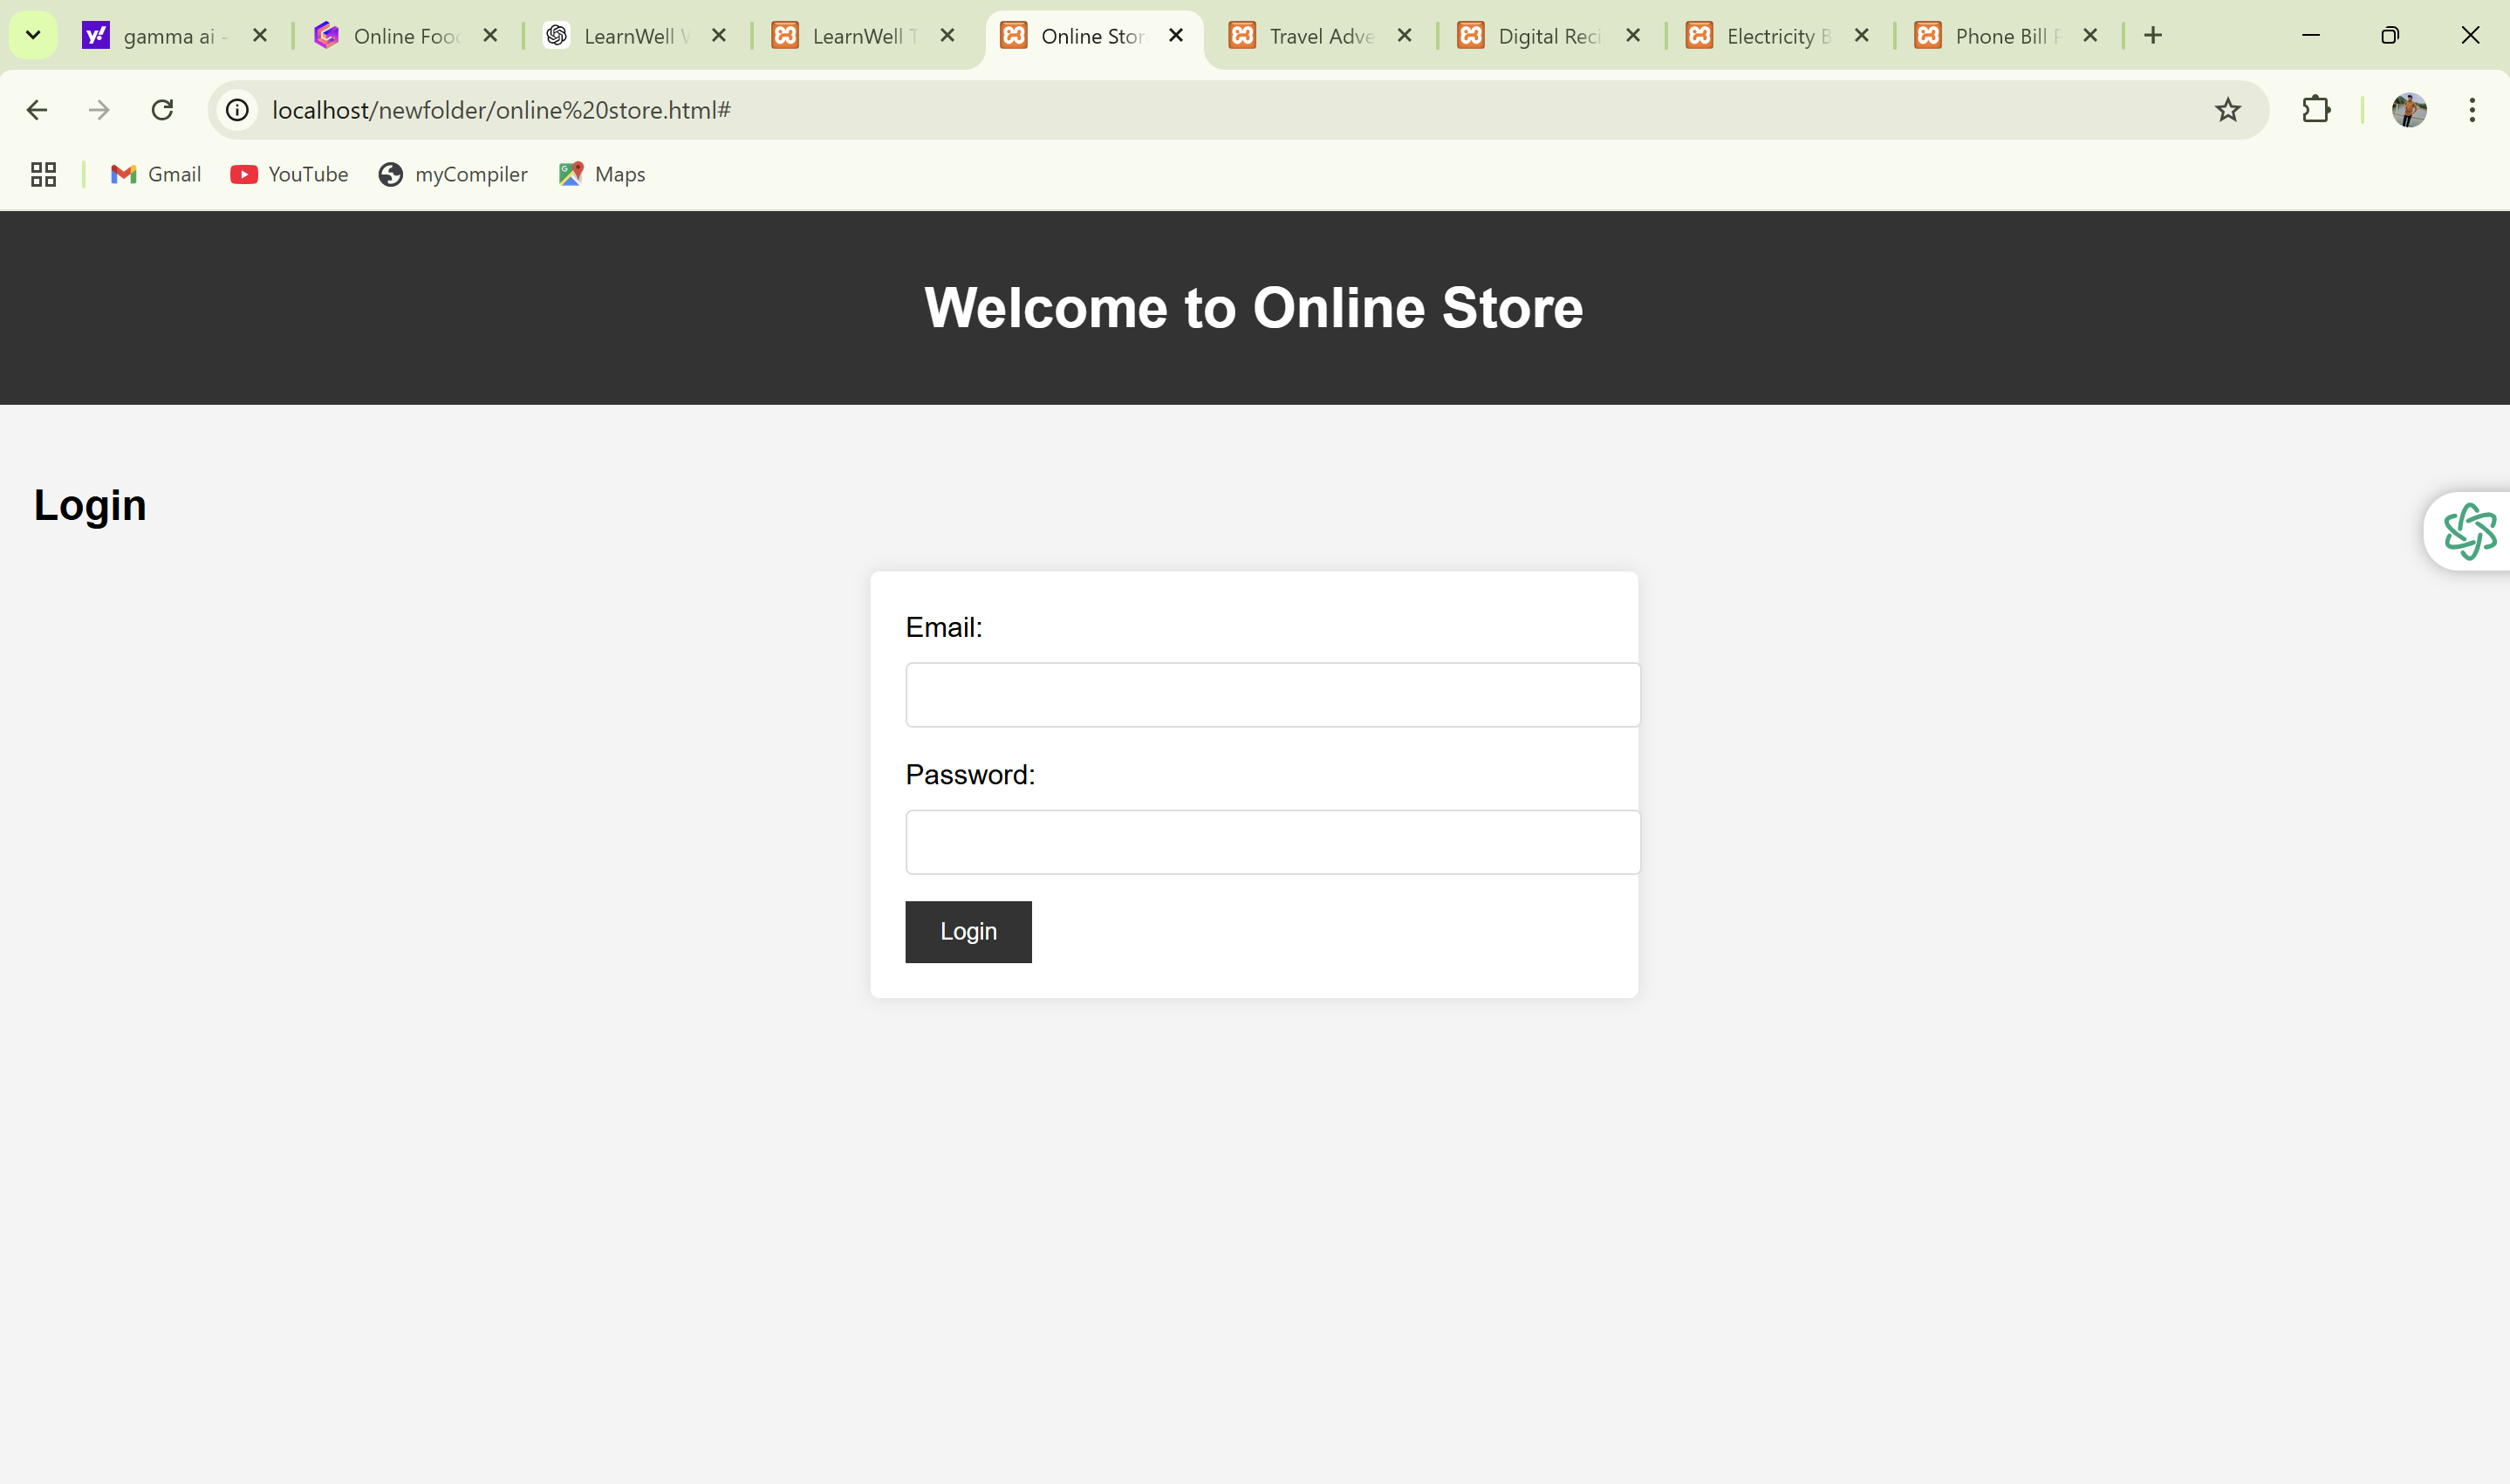 gamma ai -
Online Food
LearnWell
LearnWell
Online Stor
Travel Adve
Digital Reci
Electricity B
Phone Bill
localhost/newfolder/online%20store.html#
Gmail
YouTube
myCompiler
Maps
Welcome to Online Store
Login
Email:
Password:
Login